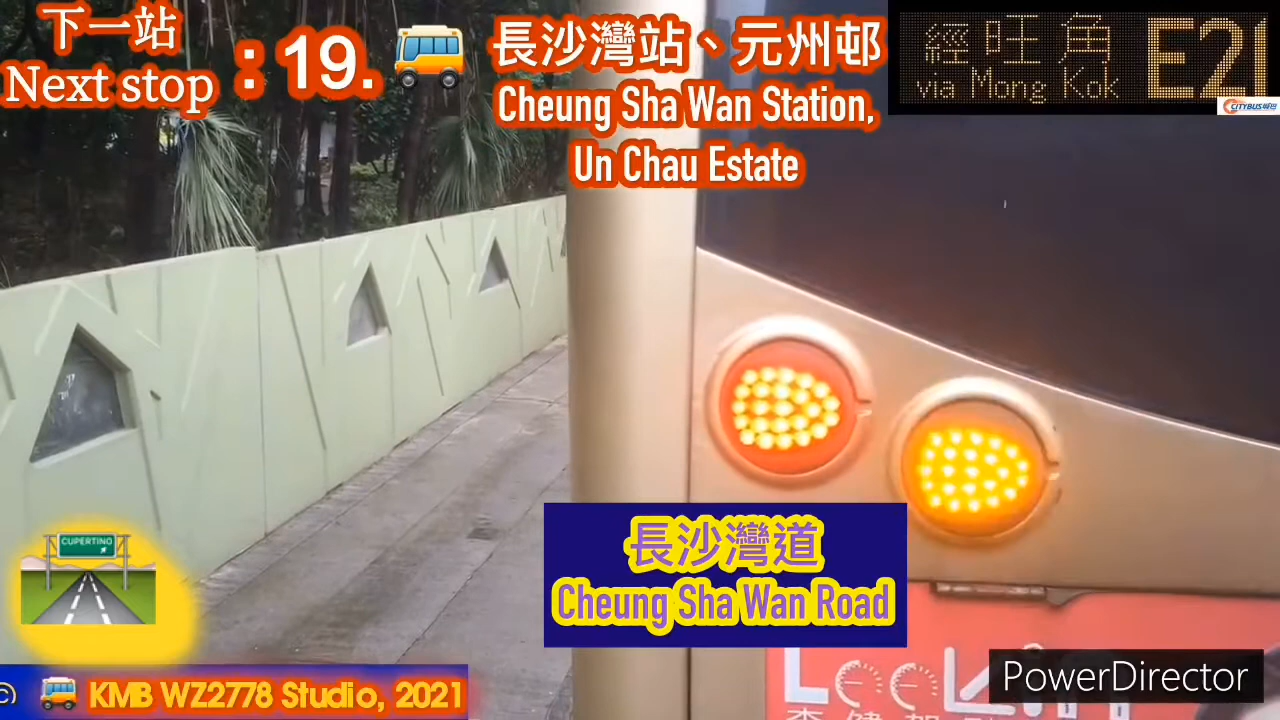 下一站
Next stop
: 19.
長沙灣站、元州邨
Cheung Sha Wan Station,
Un Chau Estate
經旺角
via Mong Kok
E21
CITYBUS 城巴
長沙灣道
Cheung Sha Wan Road
CUPERTINO
KMB WZ2778 Studio, 2021
PowerDirector